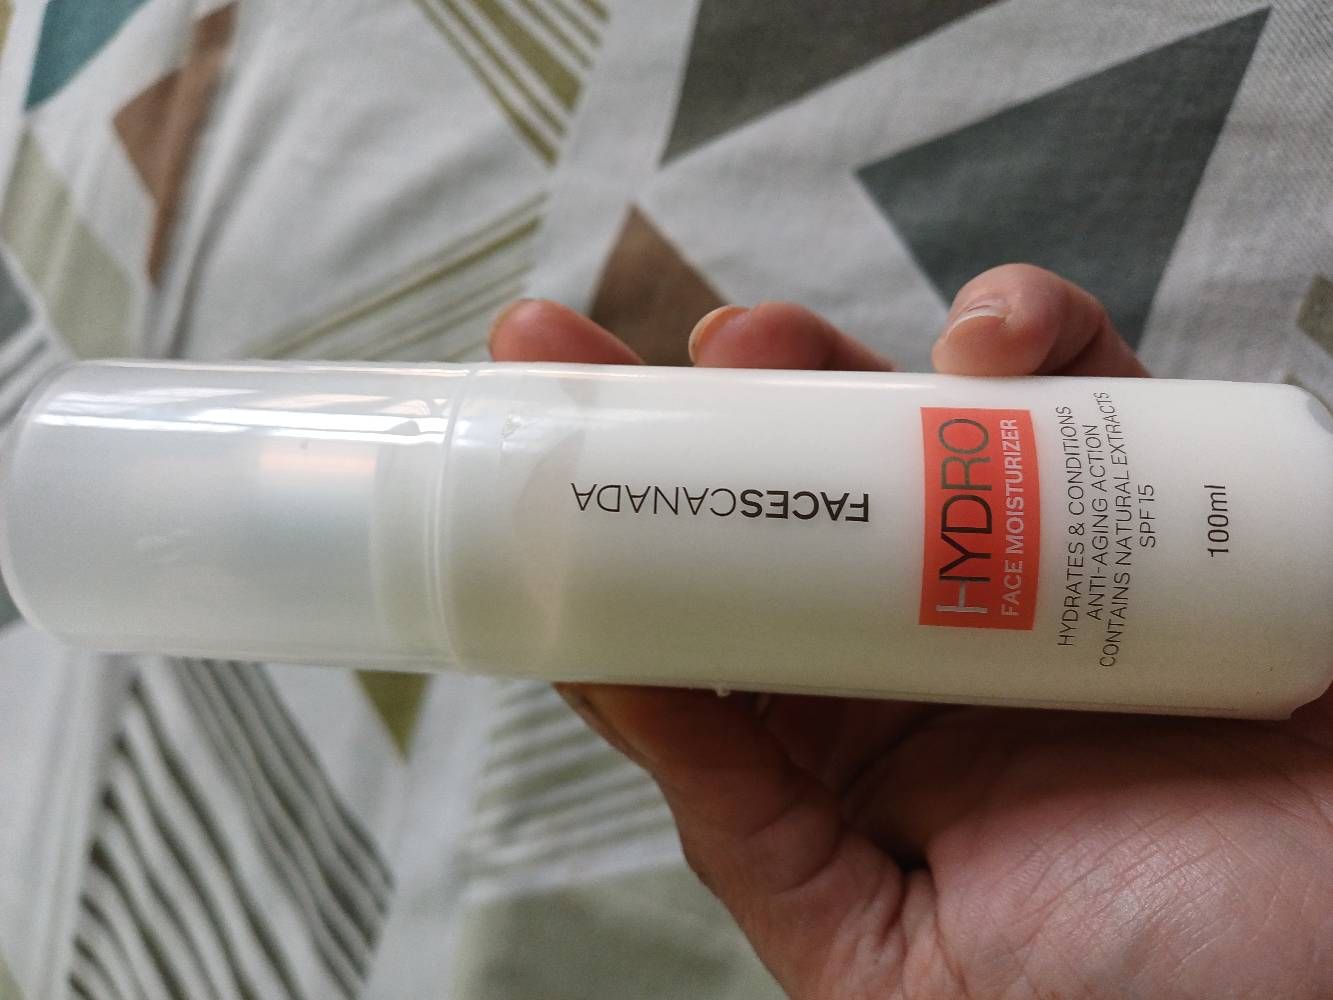 FACESCANADA
HYDRO
FACE MOISTURIZER
HYDRATES & CONDITIONS
ANTI-AGING ACTION
CONTAINS NATURAL EXTRACTS
SPF 15
100ml